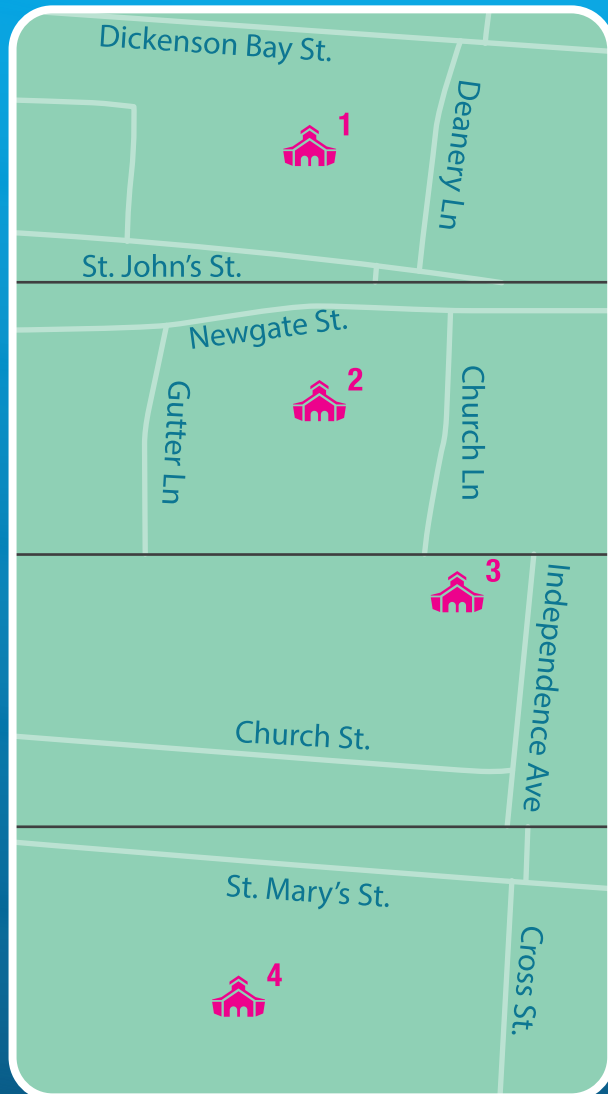 Dickenson Bay St.
1
Deanery Ln
St. John's St.
Newgate St.
2
Gutter Ln
Church Ln
3
Independence Ave
Church St.
St. Mary's St.
Cross St.
4